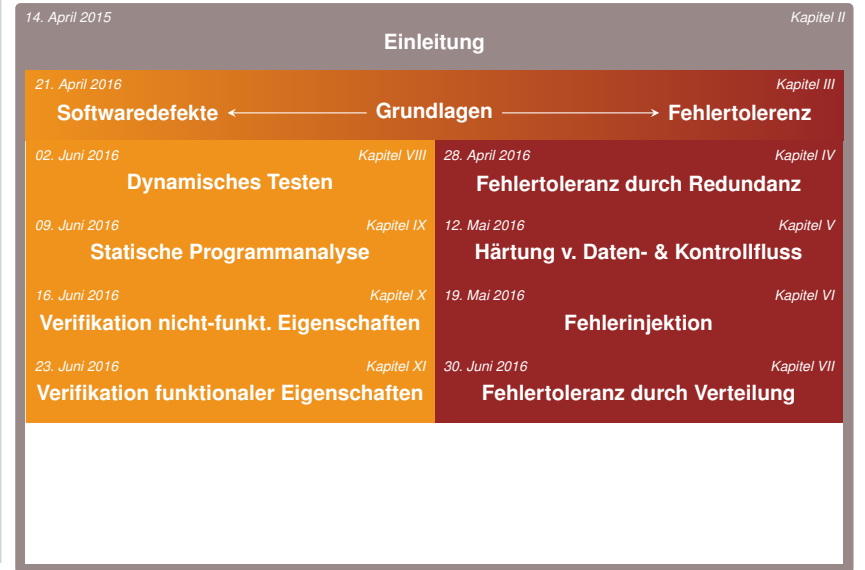 14. April 2015 Kapitel II
Einleitung
21. April 2016 Kapitel III
Softwaredefekte Grundlagen Fehlertolerenz
02. Juni 2016 Kapitel VIII
Dynamisches Testen
28. April 2016 Kapitel IV
Fehlertoleranz durch Redundanz
09. Juni 2016 Kapitel IX
Statische Programmanalyse
12. Mai 2016 Kapitel V
Härtung v. Daten- & Kontrollfluss
16. Juni 2016 Kapitel X
Verifikation nicht-funkt. Eigenschaften
19. Mai 2016 Kapitel VI
Fehlerinjektion
23. Juni 2016 Kapitel XI
Verifikation funktionaler Eigenschaften
30. Juni 2016 Kapitel VII
Fehlertoleranz durch Verteilung